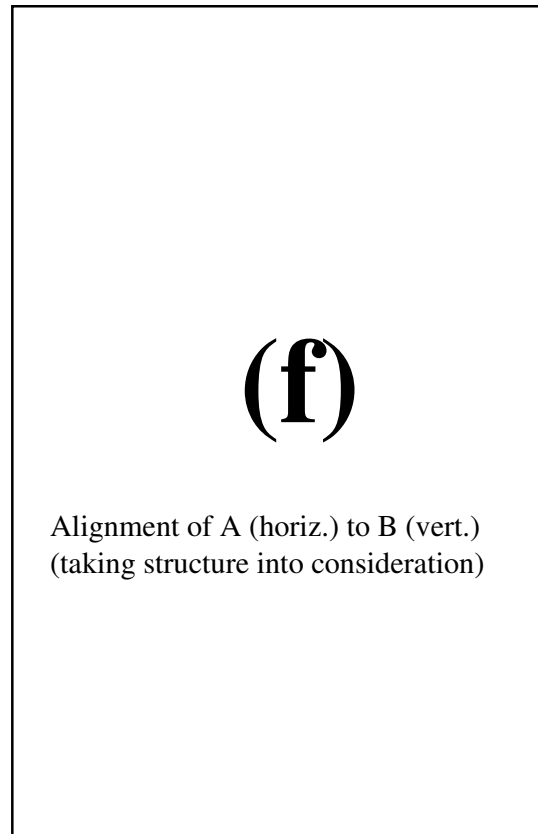 (f)
Alignment of A (horiz.) to B (vert.)
(taking structure into consideration)